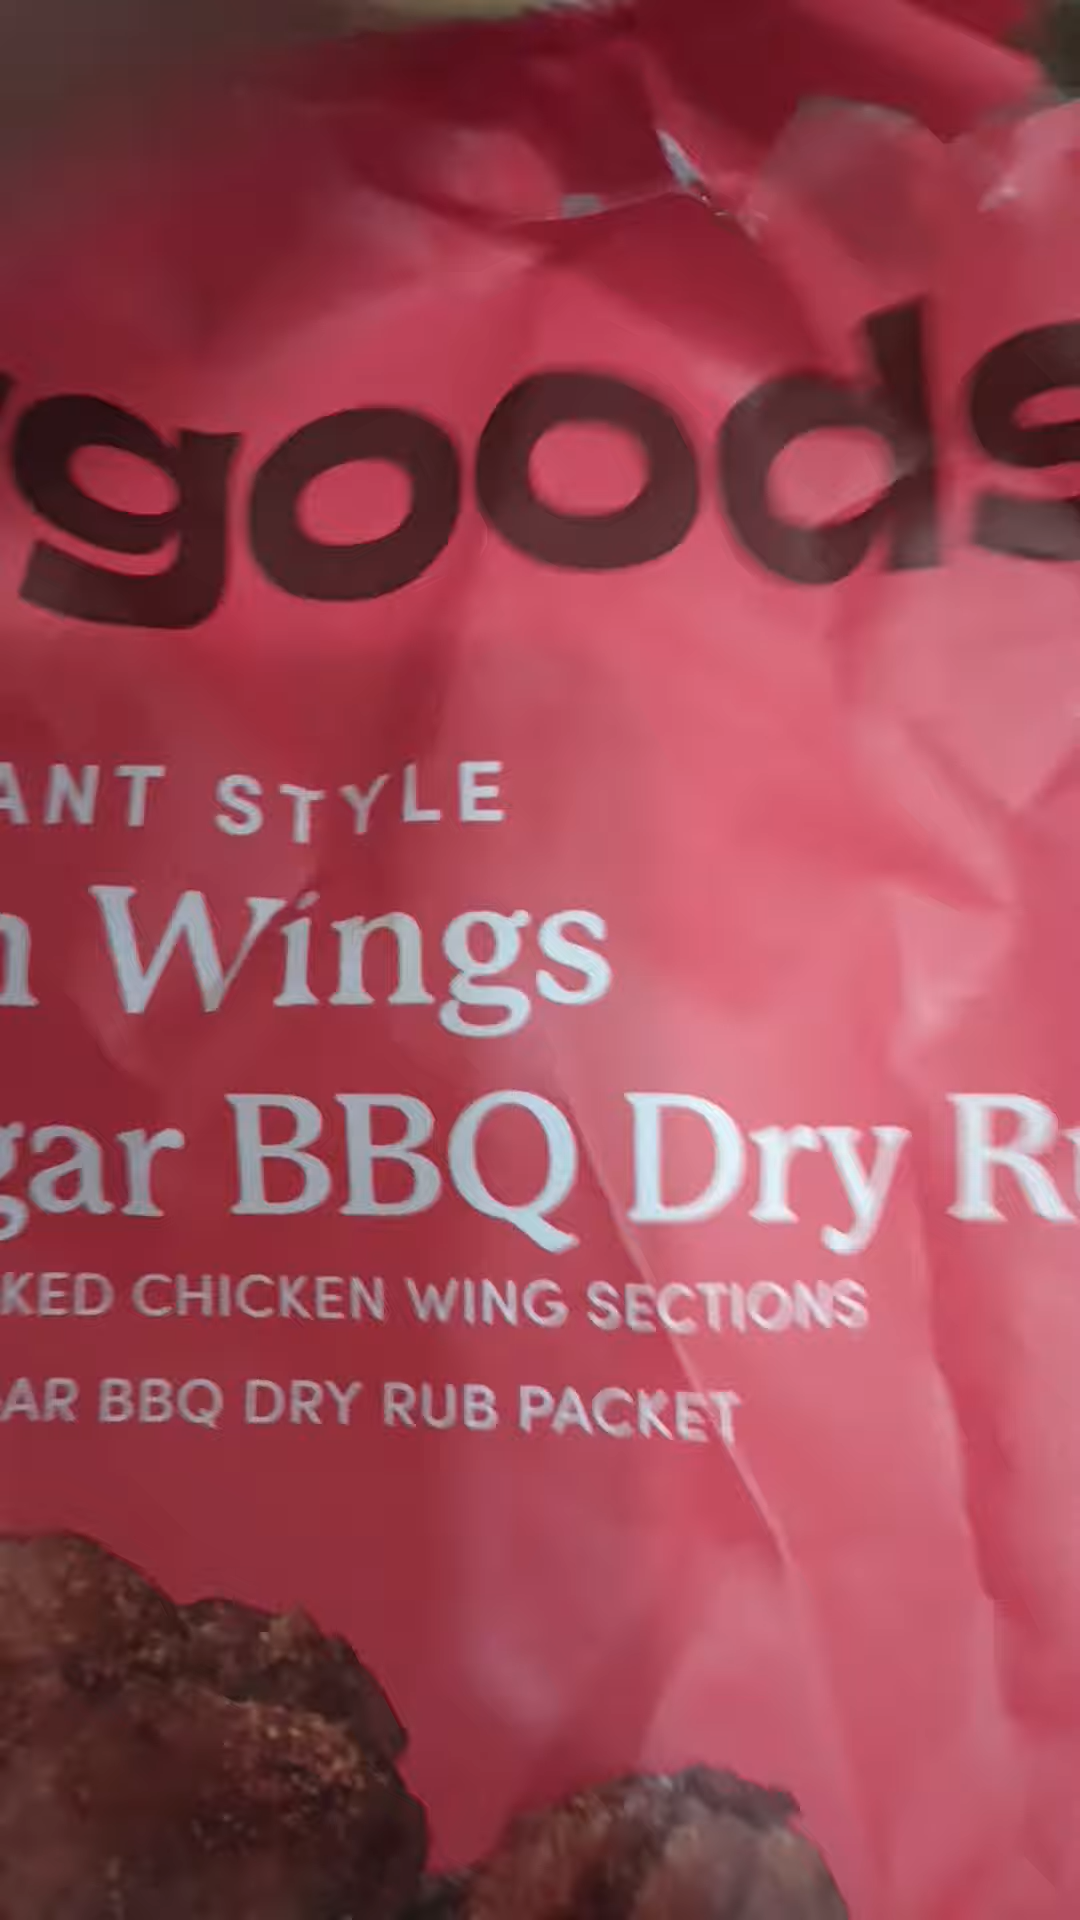 goods
ANT STYLE
n Wings
gar BBQ Dry Ru
KED CHICKEN WING SECTIONS
AR BBQ DRY RUB PACKET